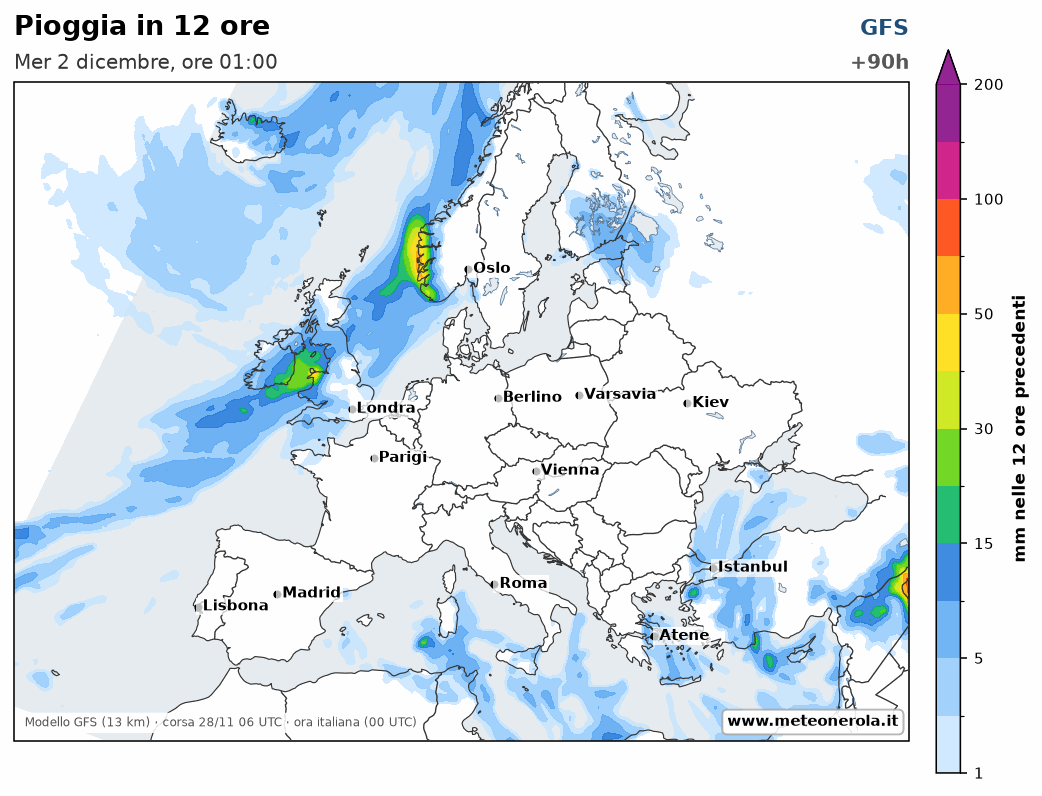 Pioggia in 12 ore
GFS
Mer 2 dicembre, ore 01:00
+90h
200
100
50
30
15
5
1
mm nelle 12 ore precedenti
Oslo
Londra
Berlino
Varsavia
Kiev
Parigi
Vienna
Istanbul
Roma
Madrid
Lisbona
Atene
Modello GFS (13 km) · corsa 28/11 06 UTC · ora italiana (00 UTC)
www.meteonerola.it